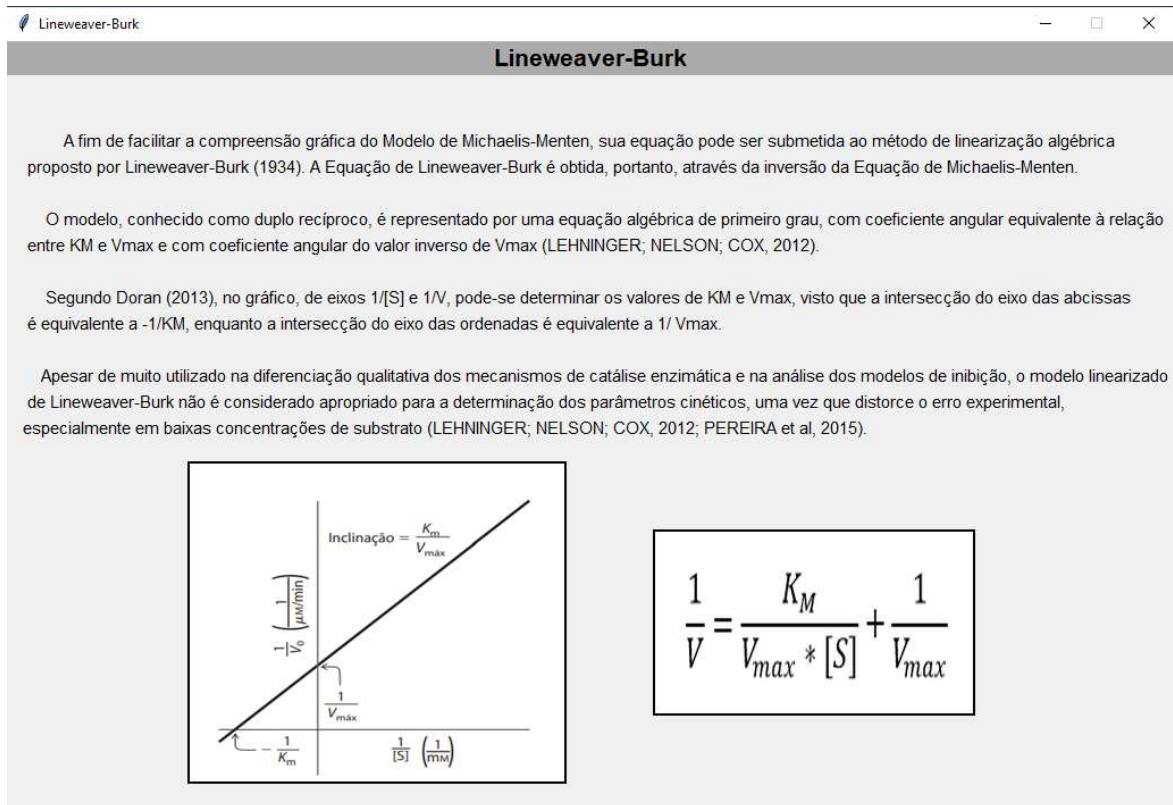 Lineweaver-Burk
Lineweaver-Burk
A fim de facilitar a compreensão gráfica do Modelo de Michaelis-Menten, sua equação pode ser submetida ao método de linearização algébrica
proposto por Lineweaver-Burk (1934). A Equação de Lineweaver-Burk é obtida, portanto, através da inversão da Equação de Michaelis-Menten.
O modelo, conhecido como duplo recíproco, é representado por uma equação algébrica de primeiro grau, com coeficiente angular equivalente à relação
entre KM e Vmax e com coeficiente angular do valor inverso de Vmax (LEHNINGER; NELSON; COX, 2012).
Segundo Doran (2013), no gráfico, de eixos 1/[S] e 1/V, pode-se determinar os valores de KM e Vmax, visto que a intersecção do eixo das abcissas
é equivalente a -1/KM, enquanto a intersecção do eixo das ordenadas é equivalente a 1/ Vmax.
Apesar de muito utilizado na diferenciação qualitativa dos mecanismos de catálise enzimática e na análise dos modelos de inibição, o modelo linearizado
de Lineweaver-Burk não é considerado apropriado para a determinação dos parâmetros cinéticos, uma vez que distorce o erro experimental,
especialmente em baixas concentrações de substrato (LEHNINGER; NELSON; COX, 2012; PEREIRA et al, 2015).
Inclinação = Km/Vmáx
1/V₀ (1/μM/min)
1/Vmáx
-1/Km
1/[S] (1/mM)
1/V = KM/(Vmax * [S]) + 1/Vmax